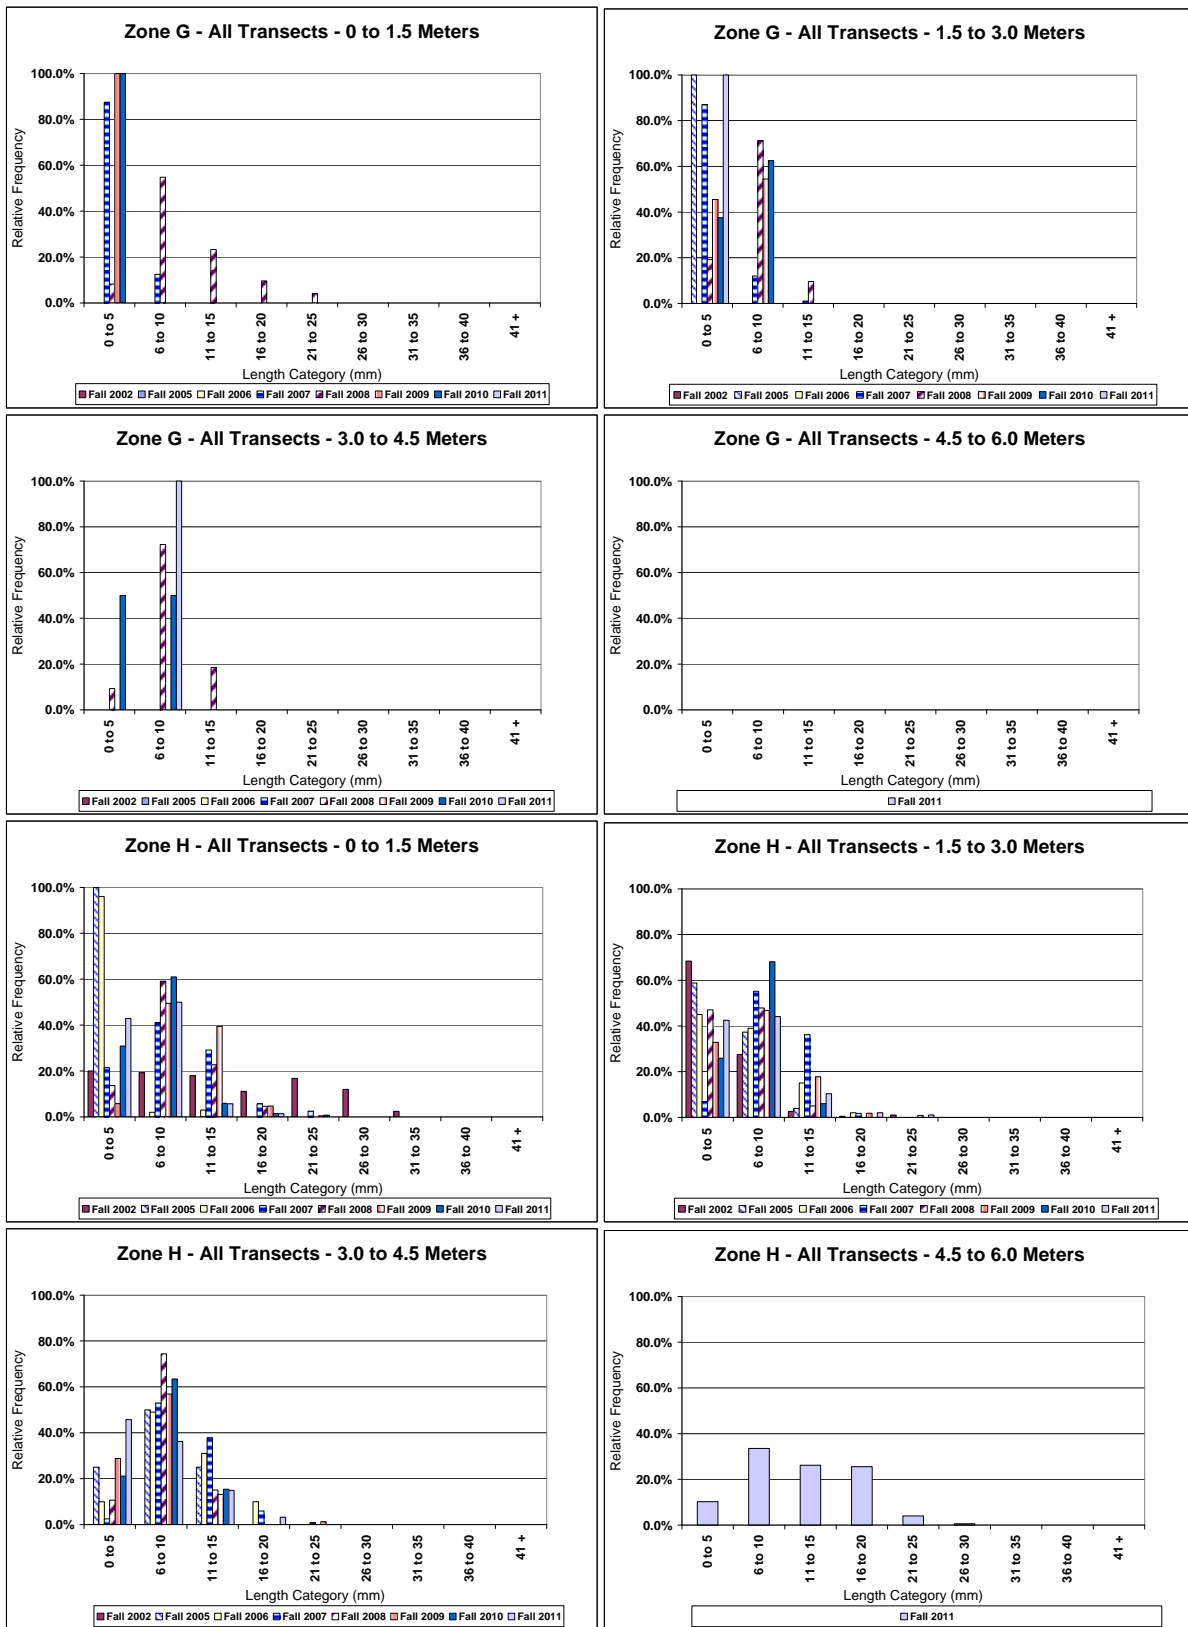 Zone G - All Transects - 0 to 1.5 Meters
Relative Frequency
100.0%
80.0%
60.0%
40.0%
20.0%
0.0%
0 to 5
6 to 10
11 to 15
16 to 20
21 to 25
26 to 30
31 to 35
36 to 40
41 +
Length Category (mm)
Fall 2002 Fall 2005 Fall 2006 Fall 2007 Fall 2008 Fall 2009 Fall 2010 Fall 2011
Zone G - All Transects - 1.5 to 3.0 Meters
Relative Frequency
100.0%
80.0%
60.0%
40.0%
20.0%
0.0%
0 to 5
6 to 10
11 to 15
16 to 20
21 to 25
26 to 30
31 to 35
36 to 40
41 +
Length Category (mm)
Fall 2002 Fall 2005 Fall 2006 Fall 2007 Fall 2008 Fall 2009 Fall 2010 Fall 2011
Zone G - All Transects - 3.0 to 4.5 Meters
Relative Frequency
100.0%
80.0%
60.0%
40.0%
20.0%
0.0%
0 to 5
6 to 10
11 to 15
16 to 20
21 to 25
26 to 30
31 to 35
36 to 40
41 +
Length Category (mm)
Fall 2002 Fall 2005 Fall 2006 Fall 2007 Fall 2008 Fall 2009 Fall 2010 Fall 2011
Zone G - All Transects - 4.5 to 6.0 Meters
Relative Frequency
100.0%
80.0%
60.0%
40.0%
20.0%
0.0%
0 to 5
6 to 10
11 to 15
16 to 20
21 to 25
26 to 30
31 to 35
36 to 40
41 +
Length Category (mm)
Fall 2011
Zone H - All Transects - 0 to 1.5 Meters
Relative Frequency
100.0%
80.0%
60.0%
40.0%
20.0%
0.0%
0 to 5
6 to 10
11 to 15
16 to 20
21 to 25
26 to 30
31 to 35
36 to 40
41 +
Length Category (mm)
Fall 2002 Fall 2005 Fall 2006 Fall 2007 Fall 2008 Fall 2009 Fall 2010 Fall 2011
Zone H - All Transects - 1.5 to 3.0 Meters
Relative Frequency
100.0%
80.0%
60.0%
40.0%
20.0%
0.0%
0 to 5
6 to 10
11 to 15
16 to 20
21 to 25
26 to 30
31 to 35
36 to 40
41 +
Length Category (mm)
Fall 2002 Fall 2005 Fall 2006 Fall 2007 Fall 2008 Fall 2009 Fall 2010 Fall 2011
Zone H - All Transects - 3.0 to 4.5 Meters
Relative Frequency
100.0%
80.0%
60.0%
40.0%
20.0%
0.0%
0 to 5
6 to 10
11 to 15
16 to 20
21 to 25
26 to 30
31 to 35
36 to 40
41 +
Length Category (mm)
Fall 2002 Fall 2005 Fall 2006 Fall 2007 Fall 2008 Fall 2009 Fall 2010 Fall 2011
Zone H - All Transects - 4.5 to 6.0 Meters
Relative Frequency
100.0%
80.0%
60.0%
40.0%
20.0%
0.0%
0 to 5
6 to 10
11 to 15
16 to 20
21 to 25
26 to 30
31 to 35
36 to 40
41 +
Length Category (mm)
Fall 2011